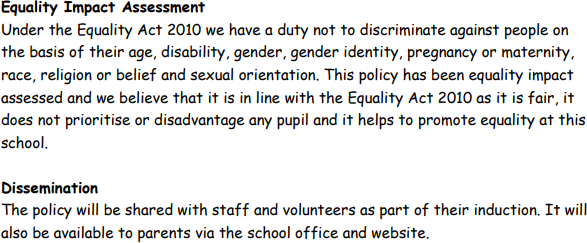 Equality Impact Assessment
Under the Equality Act 2010 we have a duty not to discriminate against people on
the basis of their age, disability, gender, gender identity, pregnancy or maternity,
race, religion or belief and sexual orientation. This policy has been equality impact
assessed and we believe that it is in line with the Equality Act 2010 as it is fair, it
does not prioritise or disadvantage any pupil and it helps to promote equality at this
school.
Dissemination
The policy will be shared with staff and volunteers as part of their induction. It will
also be available to parents via the school office and website.